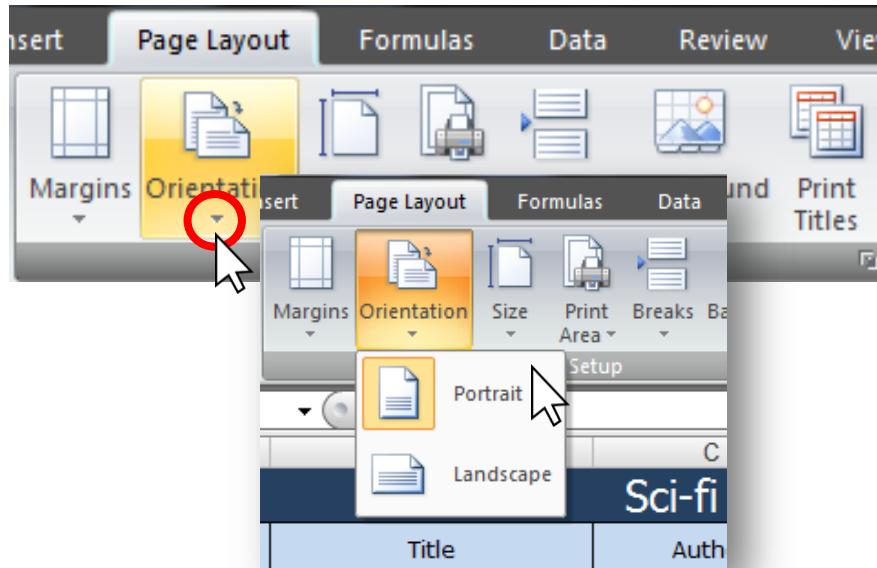 nsert Page Layout Formulas Data Review Vie
Margins Orientati und Print
Titles
nsert Page Layout Formulas Data
Margins Orientation Size Print Breaks Ba
Area
Setup
Portrait
Landscape
C
Sci-fi
Title Auth